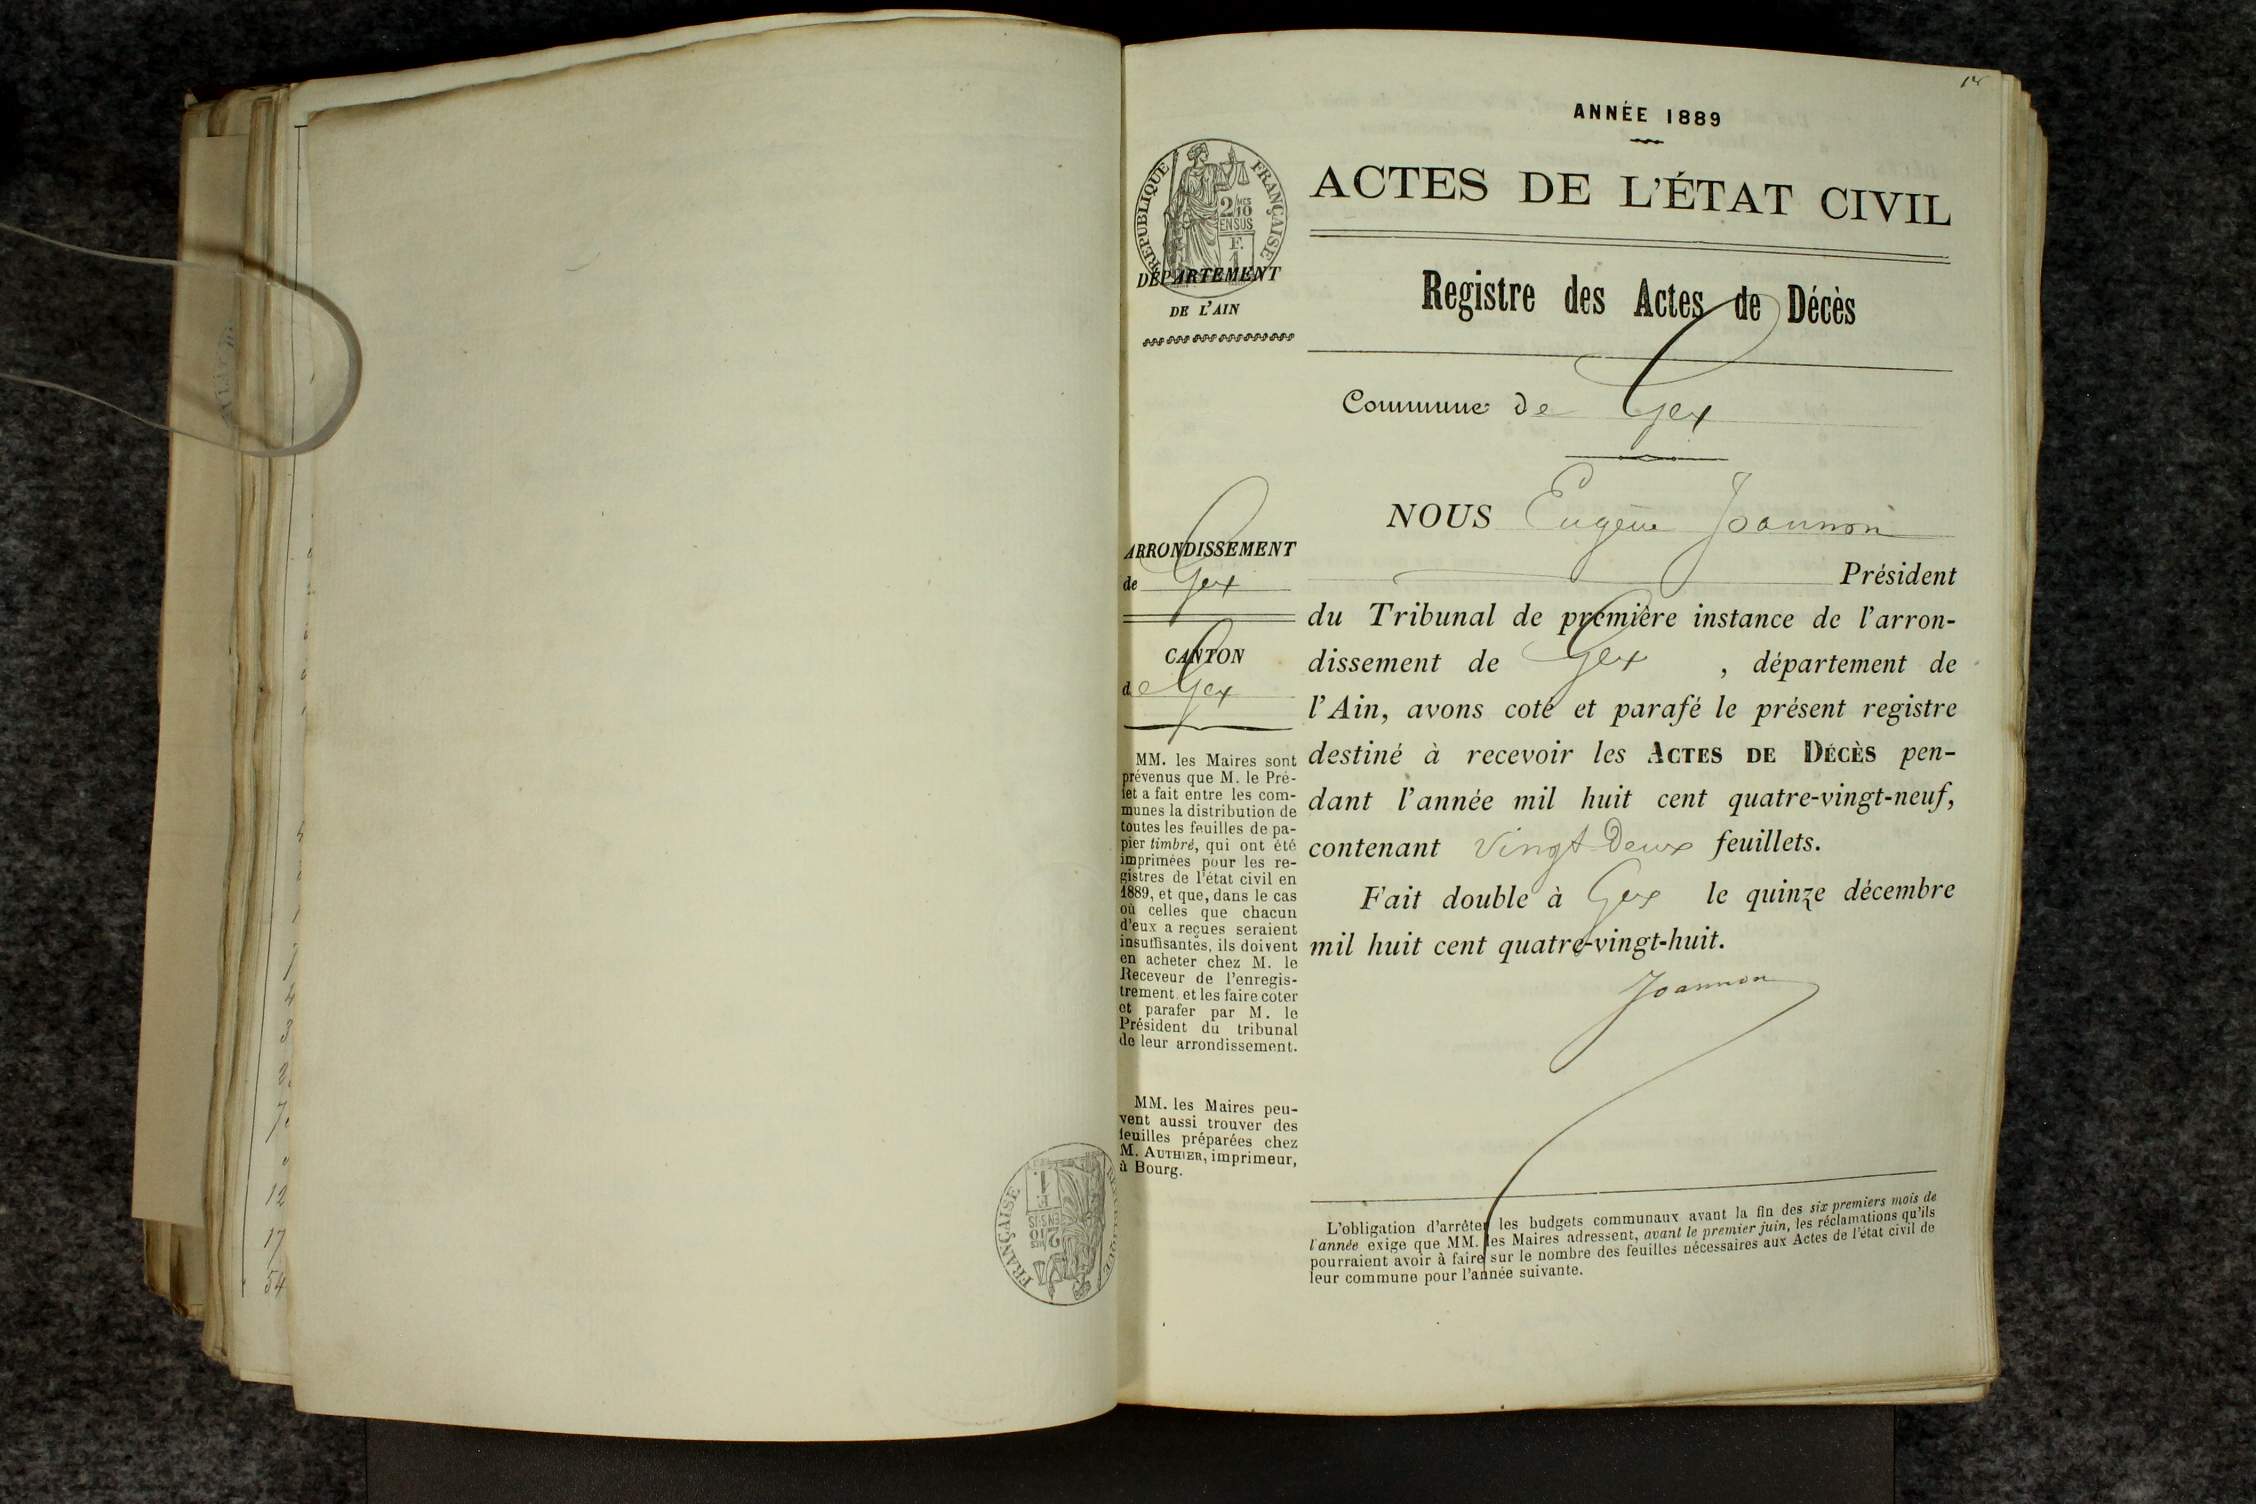 ANNÉE 1889
ACTES DE L'ÉTAT CIVIL
RÉPUBLIQUE FRANÇAISE
2/10 MES
EN SUS
F.
1
DÉPARTEMENT
DE L'AIN
Registre des Actes de Décès
Commune de Gex
ARRONDISSEMENT
de Gex
CANTON
de Gex
MM. les Maires sont
prévenus que M. le Pré-
fet a fait entre les com-
munes la distribution de
toutes les feuilles de pa-
pier timbré, qui ont été
imprimées pour les re-
gistres de l'état civil en
1889, et que, dans le cas
où celles que chacun
d'eux a reçues seraient
insuffisantes, ils doivent
en acheter chez M. le
Receveur de l'enregis-
trement, et les faire coter
et parafer par M. le
Président du tribunal
de leur arrondissement.
MM. les Maires peu-
vent aussi trouver des
feuilles préparées chez
M. AUTHIER, imprimeur,
à Bourg.
NOUS Eugène Joannon
Président
du Tribunal de première instance de l'arron-
dissement de Gex , département de
l'Ain, avons coté et parafé le présent registre
destiné à recevoir les ACTES DE DÉCÈS pen-
dant l'année mil huit cent quatre-vingt-neuf,
contenant vingt deux feuillets.
Fait double à Gex le quinze décembre
mil huit cent quatre-vingt-huit.
Joannon
L'obligation d'arrêter les budgets communaux avant la fin des six premiers mois de
l'année exige que MM. les Maires adressent, avant le premier juin, les réclamations qu'ils
pourraient avoir à faire sur le nombre des feuilles nécessaires aux Actes de l'état civil de
leur commune pour l'année suivante.
12
17
54